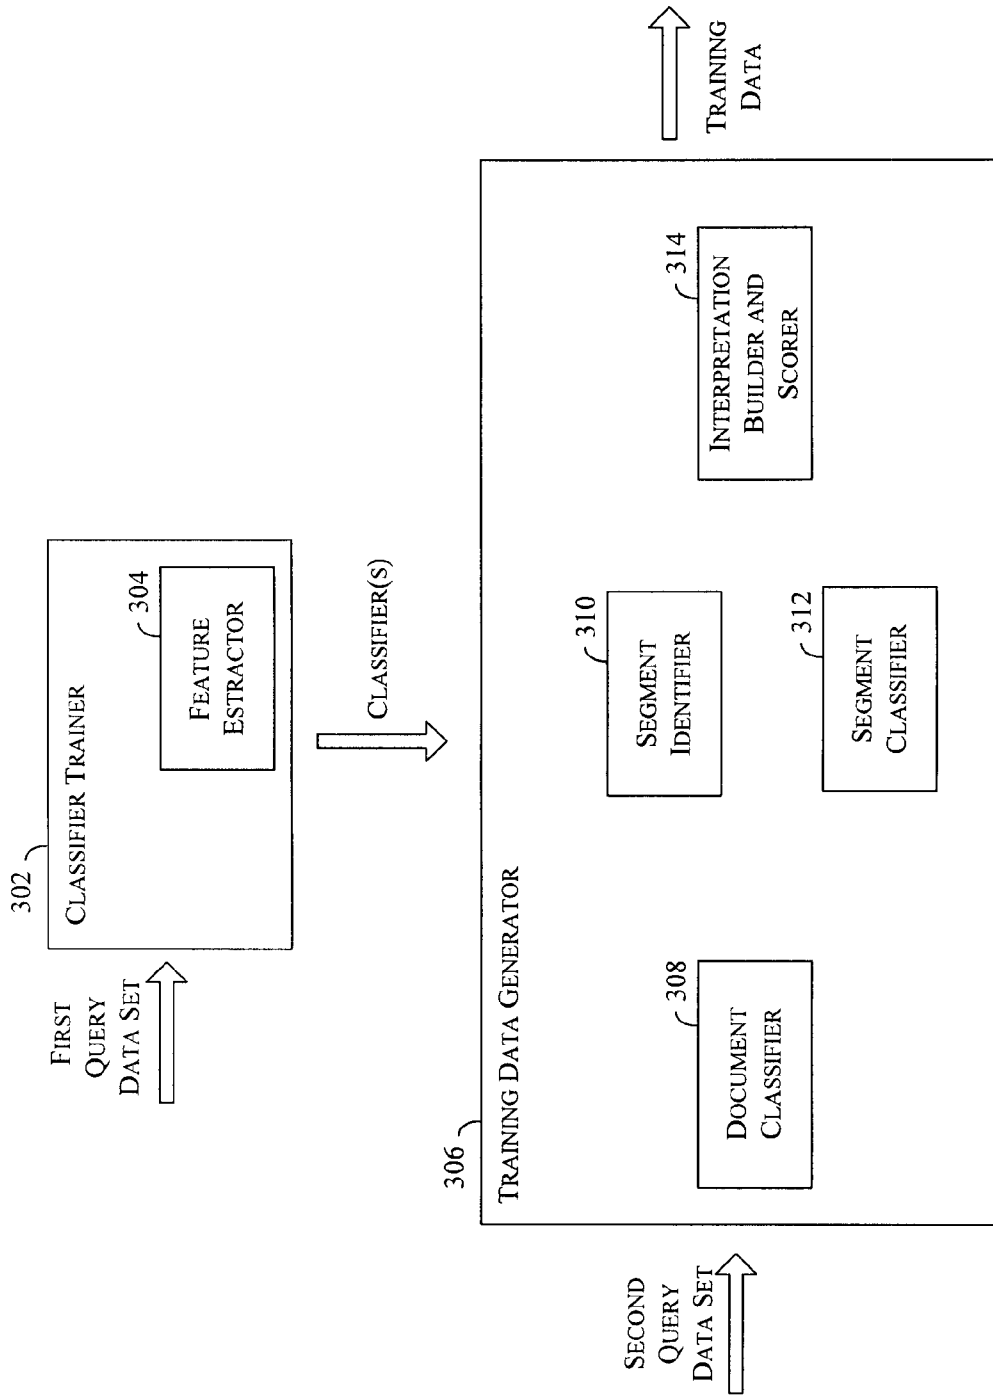 FIRST
QUERY
DATA SET
302
CLASSIFIER TRAINER
304
FEATURE
ESTRACTOR
CLASSIFIER(S)
SECOND
QUERY
DATA SET
306
TRAINING DATA GENERATOR
308
DOCUMENT
CLASSIFIER
310
SEGMENT
IDENTIFIER
312
SEGMENT
CLASSIFIER
314
INTERPRETATION
BUILDER AND
SCORER
TRAINING
DATA